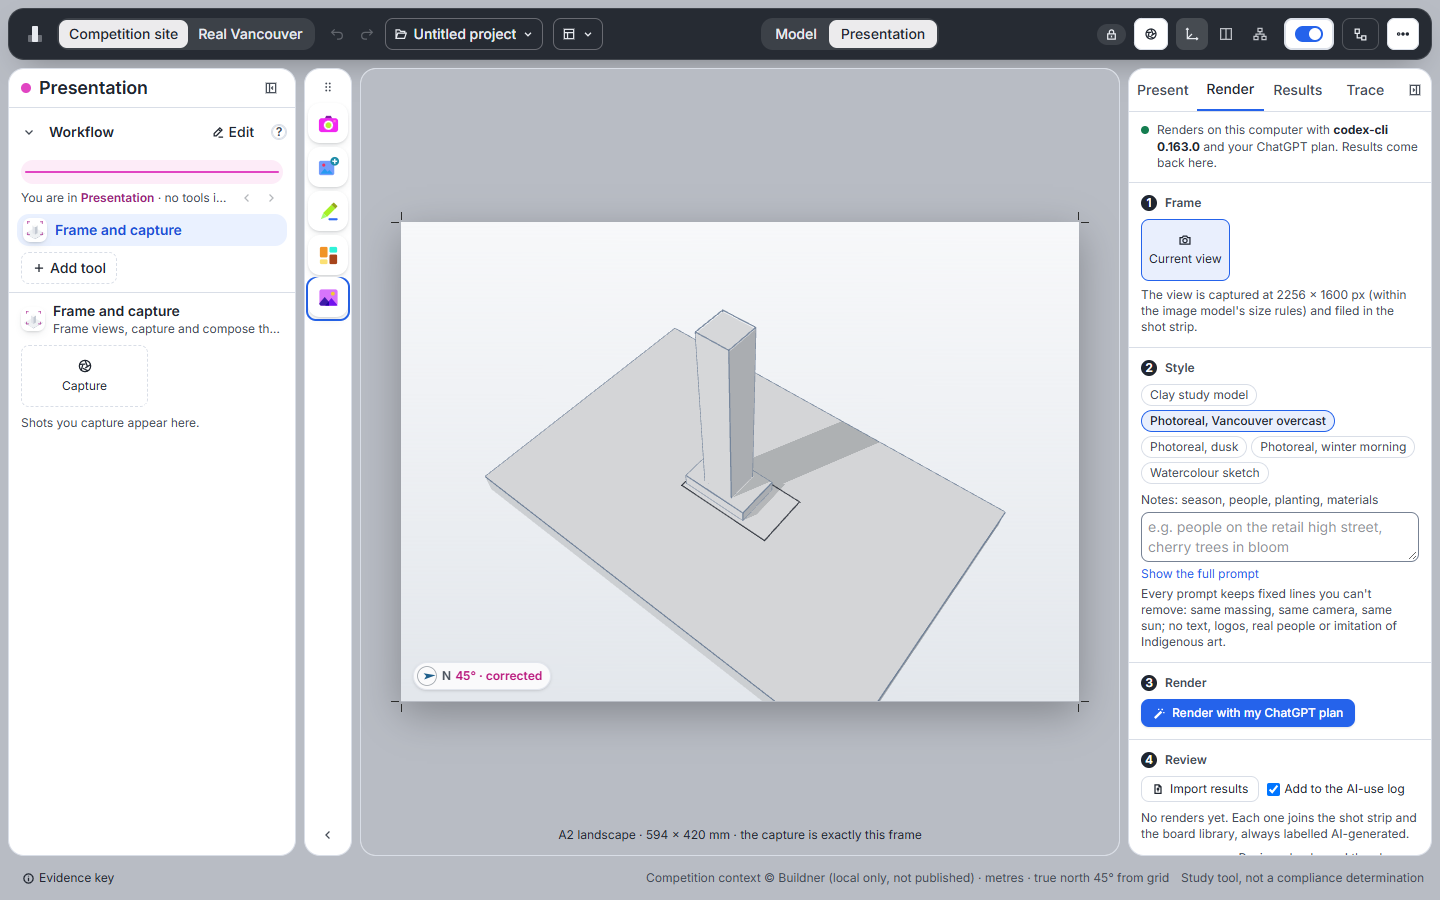 Competition site
Real Vancouver
Untitled project
Model
Presentation
Presentation
Workflow
Edit
?
You are in Presentation · no tools i...
Frame and capture
+ Add tool
Frame and capture
Frame views, capture and compose th...
Capture
Shots you capture appear here.
N 45° · corrected
A2 landscape · 594 × 420 mm · the capture is exactly this frame
Present
Render
Results
Trace
Renders on this computer with codex-cli
0.163.0 and your ChatGPT plan. Results come
back here.
1 Frame
Current view
The view is captured at 2256 × 1600 px (within
the image model's size rules) and filed in the
shot strip.
2 Style
Clay study model
Photoreal, Vancouver overcast
Photoreal, dusk
Photoreal, winter morning
Watercolour sketch
Notes: season, people, planting, materials
e.g. people on the retail high street,
cherry trees in bloom
Show the full prompt
Every prompt keeps fixed lines you can't
remove: same massing, same camera, same
sun; no text, logos, real people or imitation of
Indigenous art.
3 Render
Render with my ChatGPT plan
4 Review
Import results
Add to the AI-use log
No renders yet. Each one joins the shot strip and
the board library, always labelled AI-generated.
Evidence key
Competition context © Buildner (local only, not published) · metres · true north 45° from grid
Study tool, not a compliance determination